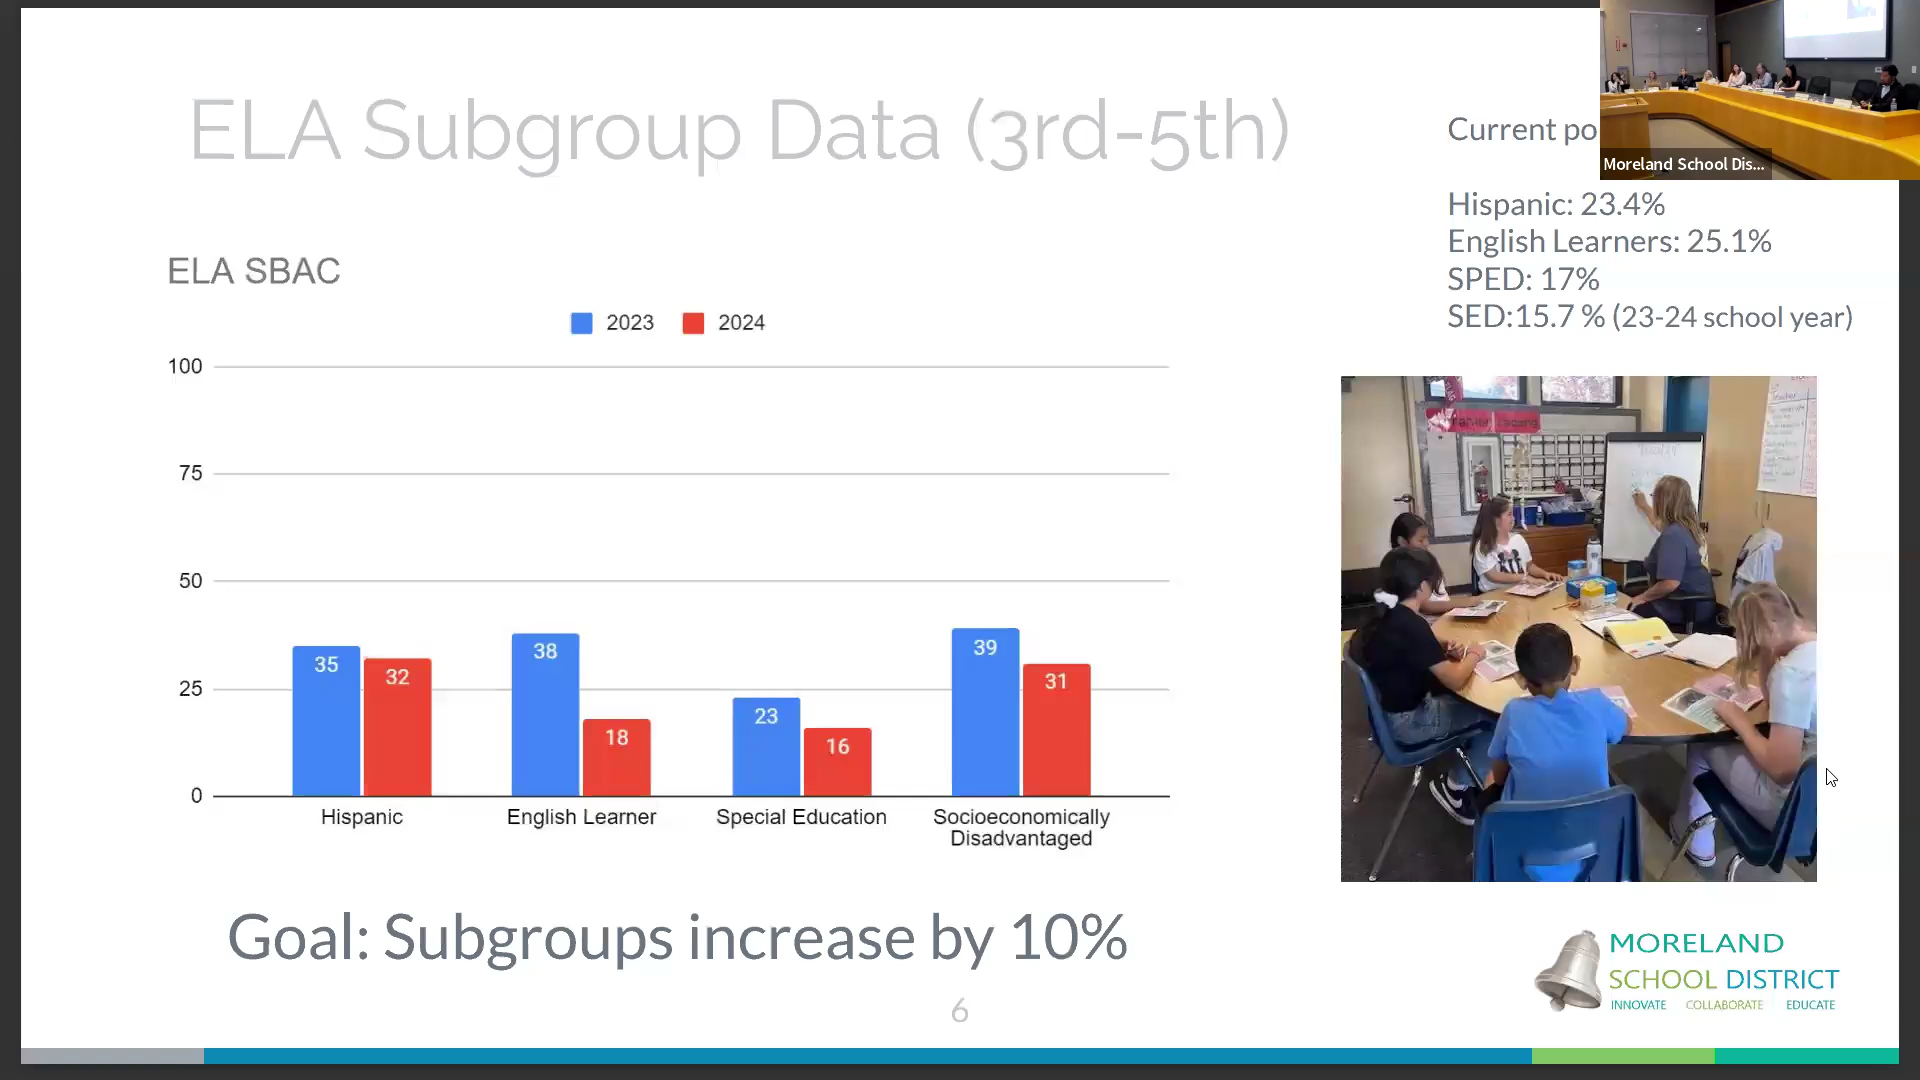 ELA Subgroup Data (3rd-5th)
Current po
Moreland School Dis...
Hispanic: 23.4%
English Learners: 25.1%
SPED: 17%
SED:15.7 % (23-24 school year)
ELA SBAC
2023
2024
100
75
50
25
0
35
32
38
18
23
16
39
31
Hispanic
English Learner
Special Education
Socioeconomically
Disadvantaged
Goal: Subgroups increase by 10%
MORELAND
SCHOOL DISTRICT
INNOVATE COLLABORATE EDUCATE
6